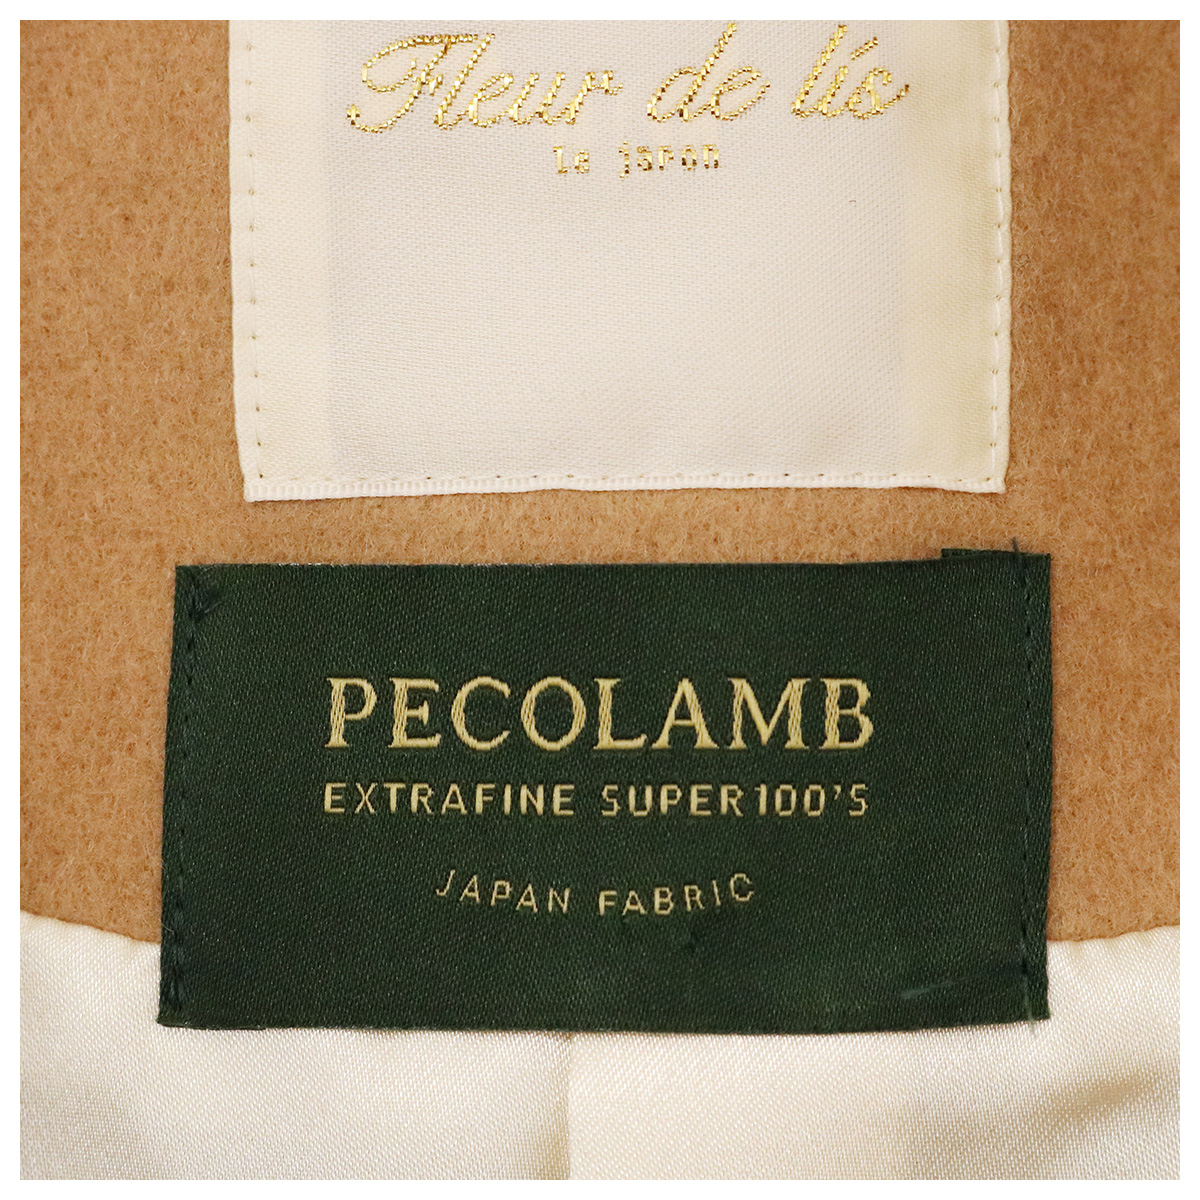 Fleur de lis
le japon
PECOLAMB
EXTRAFINE SUPER100'S
JAPAN FABRIC